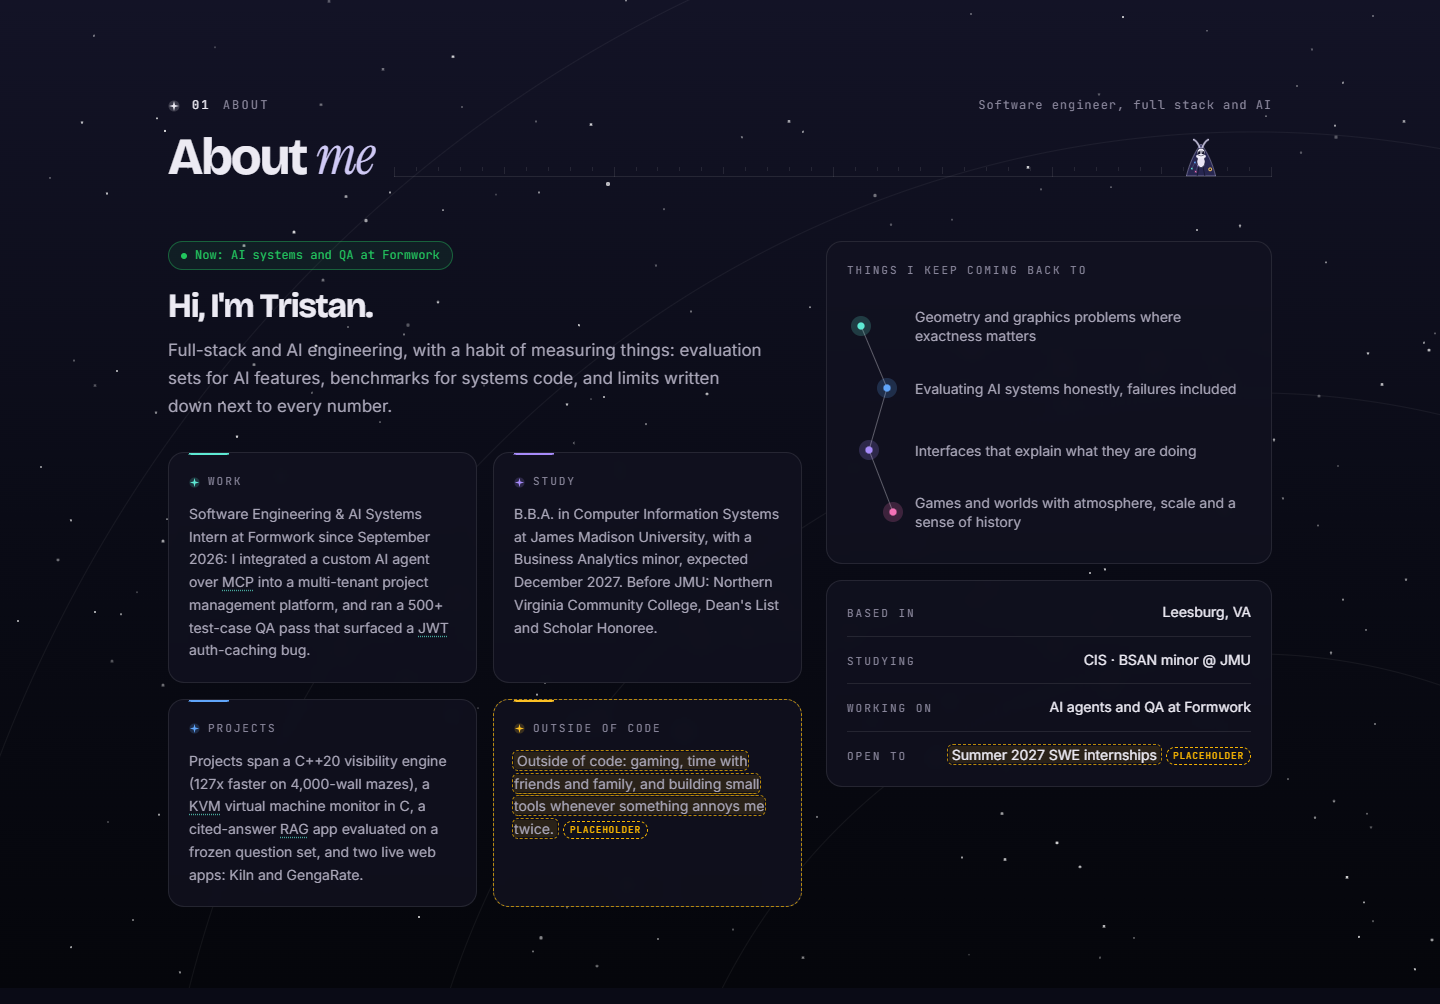 01 ABOUT
Software engineer, full stack and AI
About me
Now: AI systems and QA at Formwork
Hi, I'm Tristan.
Full-stack and AI engineering, with a habit of measuring things: evaluation
sets for AI features, benchmarks for systems code, and limits written
down next to every number.
WORK
Software Engineering & AI Systems
Intern at Formwork since September
2026: I integrated a custom AI agent
over MCP into a multi-tenant project
management platform, and ran a 500+
test-case QA pass that surfaced a JWT
auth-caching bug.
STUDY
B.B.A. in Computer Information Systems
at James Madison University, with a
Business Analytics minor, expected
December 2027. Before JMU: Northern
Virginia Community College, Dean's List
and Scholar Honoree.
PROJECTS
Projects span a C++20 visibility engine
(127x faster on 4,000-wall mazes), a
KVM virtual machine monitor in C, a
cited-answer RAG app evaluated on a
frozen question set, and two live web
apps: Kiln and GengaRate.
OUTSIDE OF CODE
Outside of code: gaming, time with
friends and family, and building small
tools whenever something annoys me
twice. PLACEHOLDER
THINGS I KEEP COMING BACK TO
Geometry and graphics problems where
exactness matters
Evaluating AI systems honestly, failures included
Interfaces that explain what they are doing
Games and worlds with atmosphere, scale and a
sense of history
BASED IN Leesburg, VA
STUDYING CIS · BSAN minor @ JMU
WORKING ON AI agents and QA at Formwork
OPEN TO Summer 2027 SWE internships PLACEHOLDER